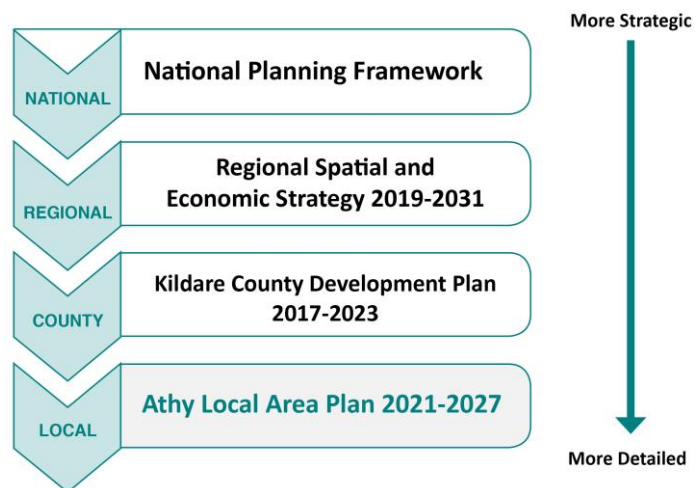 More Strategic
National Planning Framework
NATIONAL
Regional Spatial and
Economic Strategy 2019-2031
REGIONAL
Kildare County Development Plan
2017-2023
COUNTY
Athy Local Area Plan 2021-2027
LOCAL
More Detailed